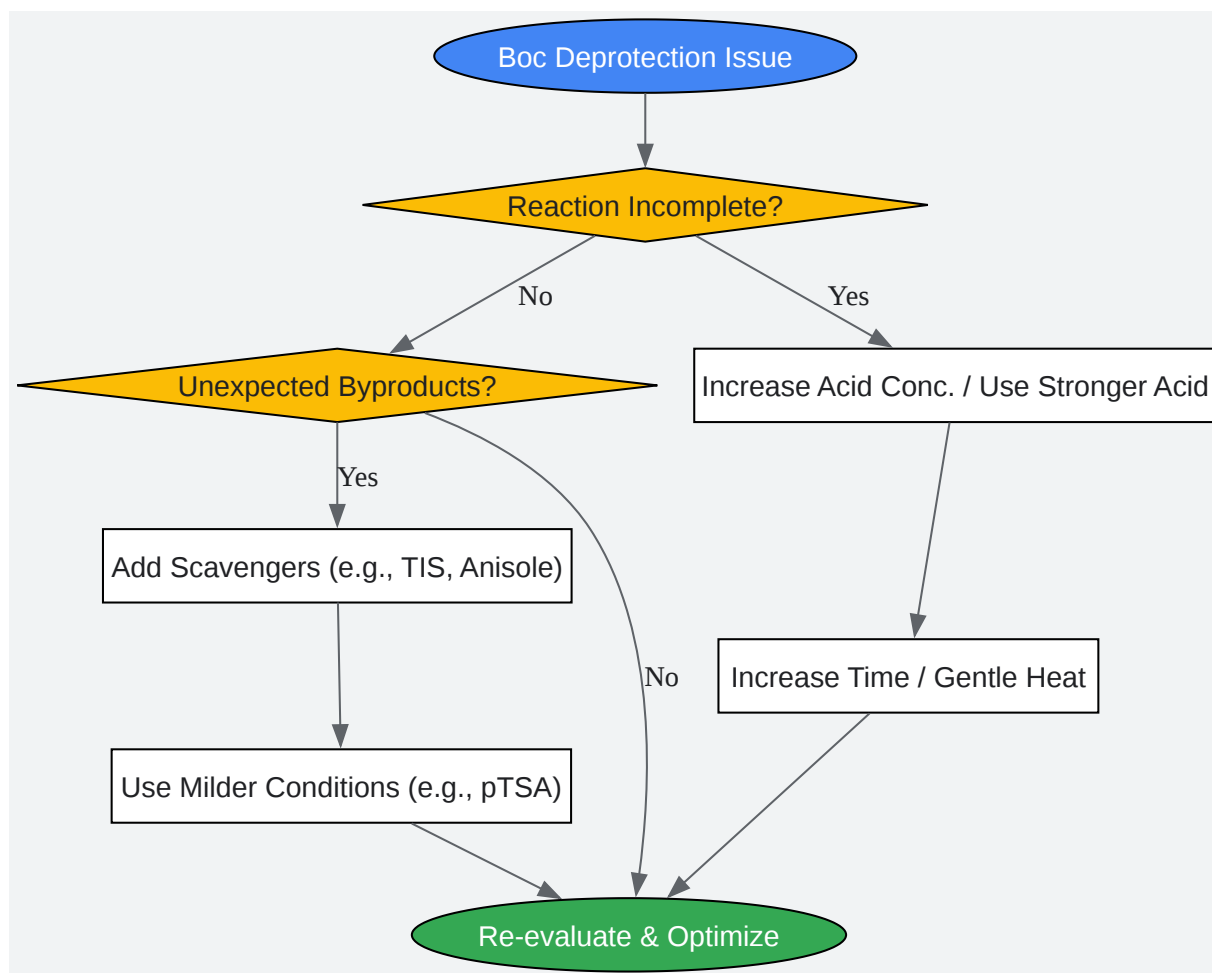 Boc Deprotection Issue
Reaction Incomplete?
No
Yes
Unexpected Byproducts?
Increase Acid Conc. / Use Stronger Acid
Yes
Add Scavengers (e.g., TIS, Anisole)
No
Increase Time / Gentle Heat
Use Milder Conditions (e.g., pTSA)
Re-evaluate & Optimize